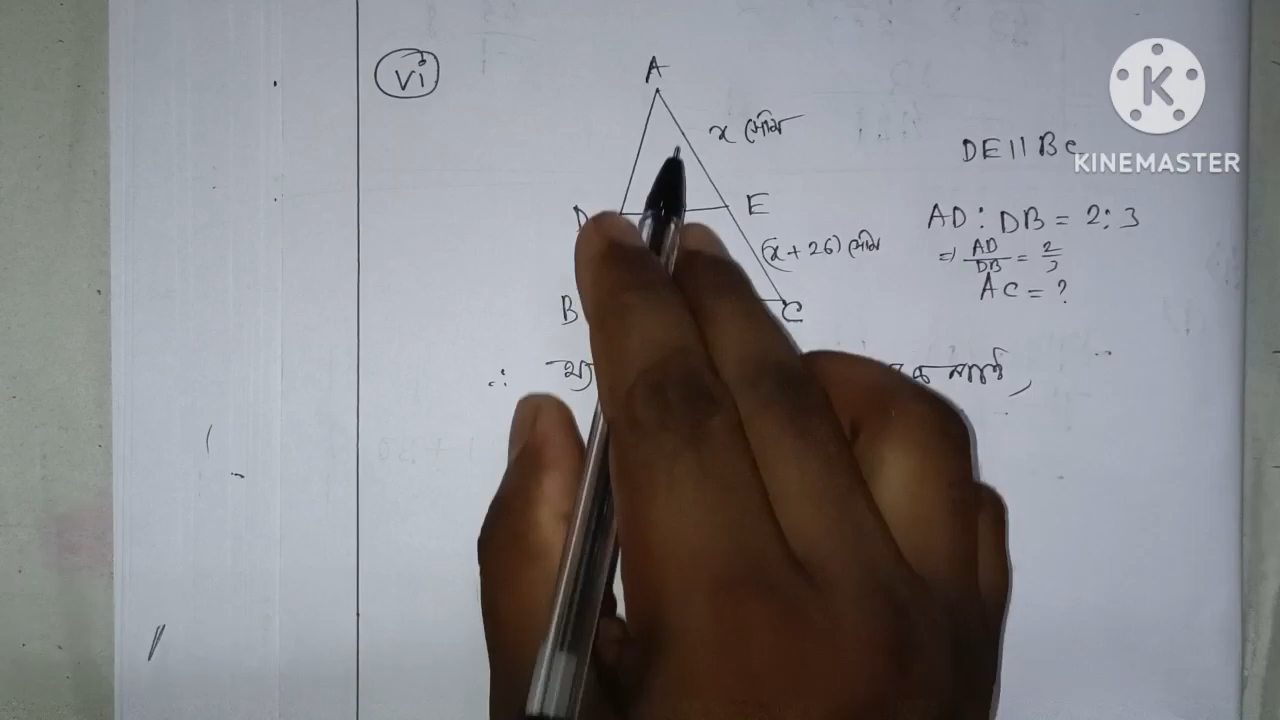 vi
A
x সেমি
DE || BC
KINEMASTER
D
E
AD : DB = 2 : 3
(x + 26) সেমি
⇒ AD/DB = 2/3
B
C
AC = ?
∴